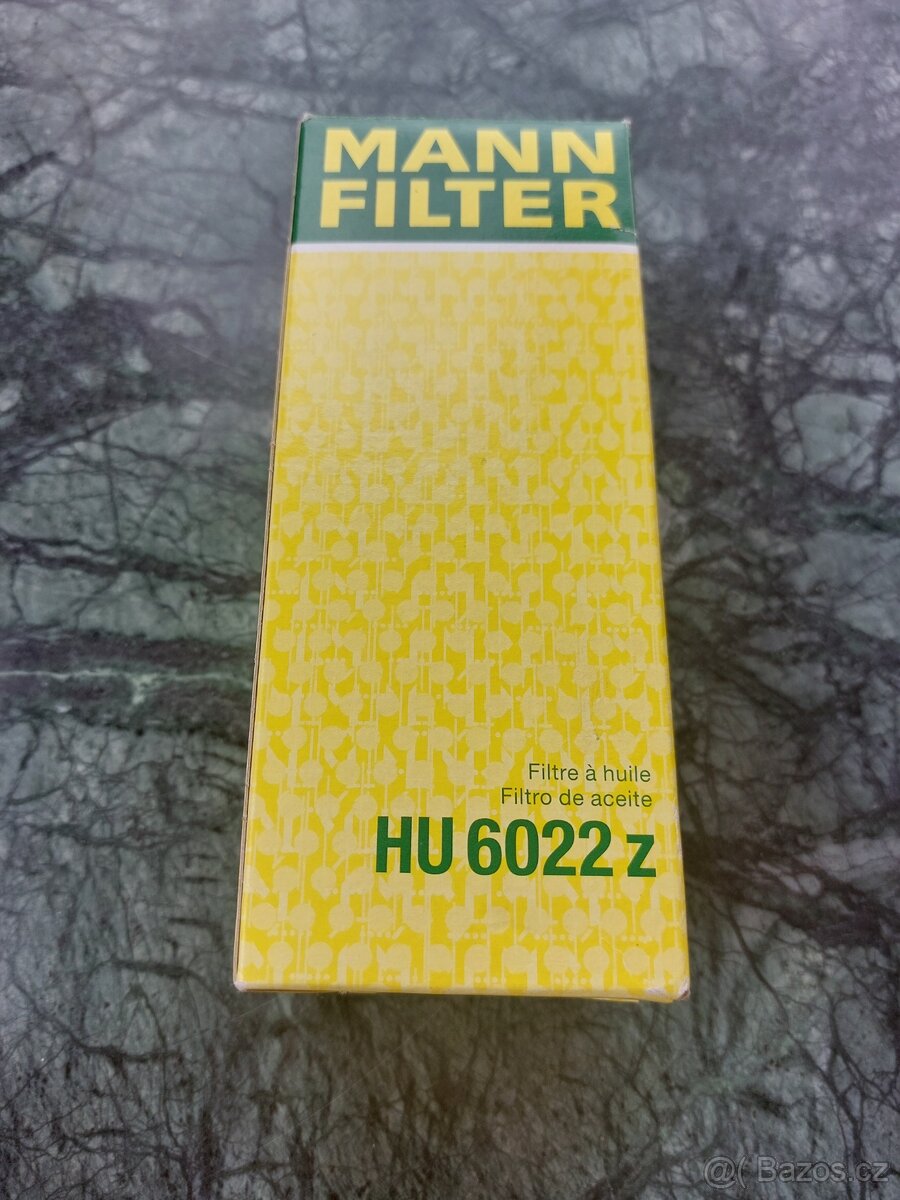 MANN
FILTER
Filtre à huile
Filtro de aceite
HU 6022 z
@( Bazos.cz